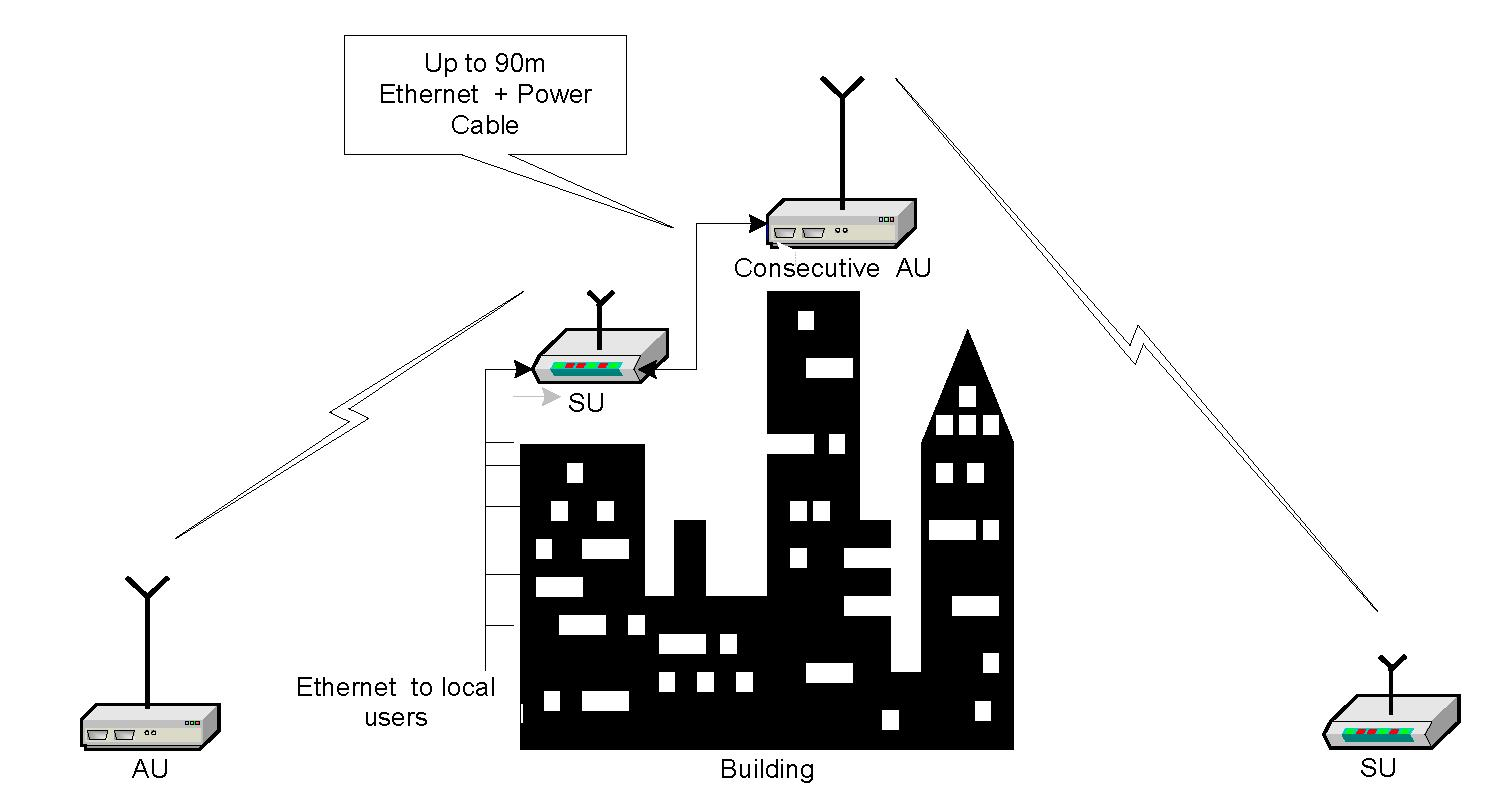 Up to 90m
Ethernet + Power
Cable
Consecutive AU
SU
Ethernet to local
users
AU
Building
SU